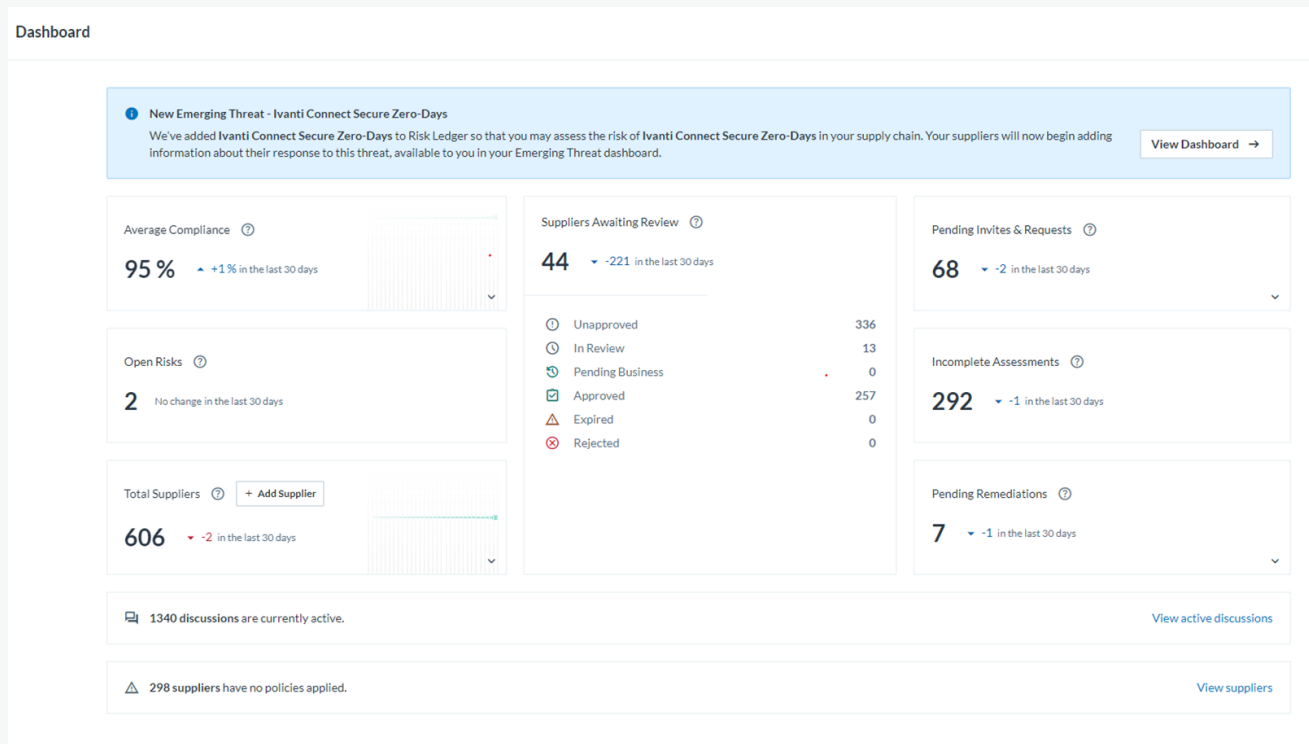 Dashboard
New Emerging Threat - Ivanti Connect Secure Zero-Days
We've added Ivanti Connect Secure Zero-Days to Risk Ledger so that you may assess the risk of Ivanti Connect Secure Zero-Days in your supply chain. Your suppliers will now begin adding
information about their response to this threat, available to you in your Emerging Threat dashboard.
View Dashboard →
Average Compliance
95 % +1 % in the last 30 days
Open Risks
2 No change in the last 30 days
Total Suppliers + Add Supplier
606 -2 in the last 30 days
Suppliers Awaiting Review
44 -221 in the last 30 days
Unapproved 336
In Review 13
Pending Business 0
Approved 257
Expired 0
Rejected 0
Pending Invites & Requests
68 -2 in the last 30 days
Incomplete Assessments
292 -1 in the last 30 days
Pending Remediations
7 -1 in the last 30 days
1340 discussions are currently active. View active discussions
298 suppliers have no policies applied. View suppliers